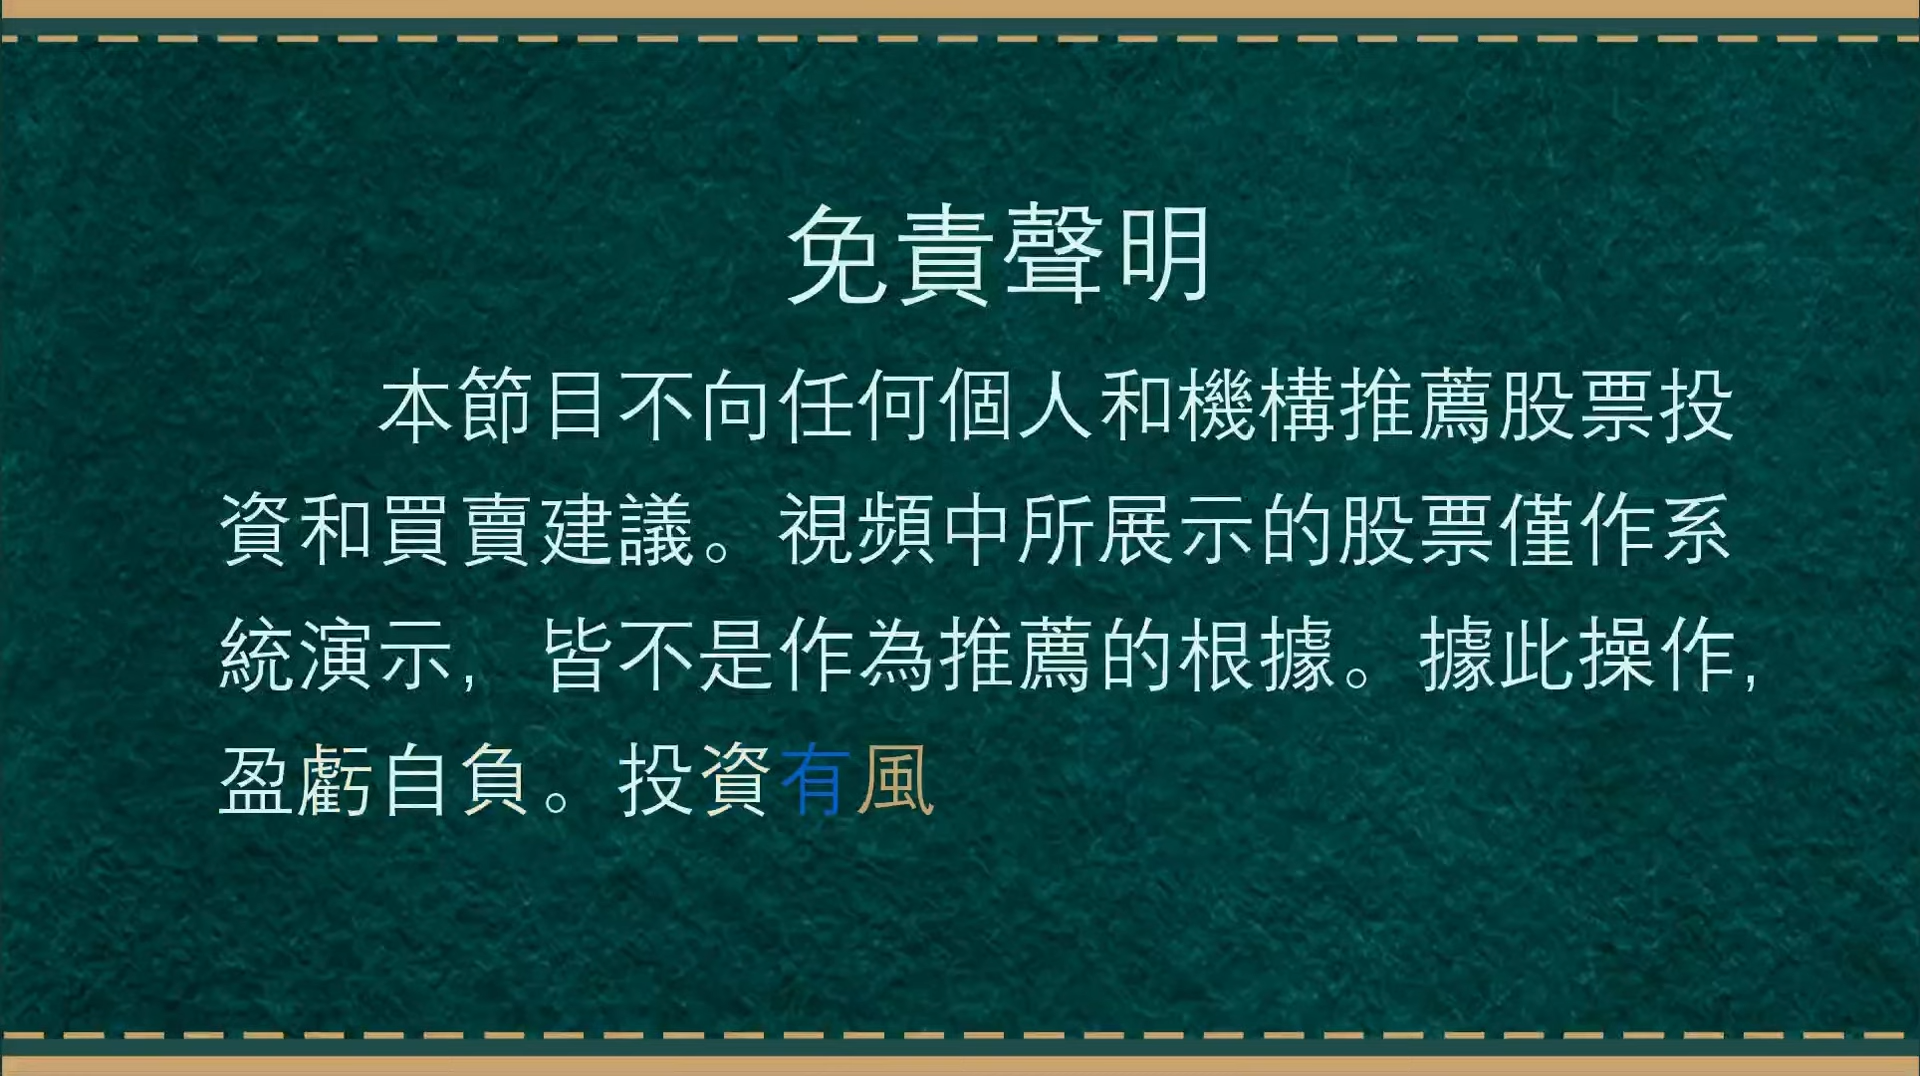 免責聲明
本節目不向任何個人和機構推薦股票投
資和買賣建議。視頻中所展示的股票僅作系
統演示,皆不是作為推薦的根據。據此操作,
盈虧自負。投資有風